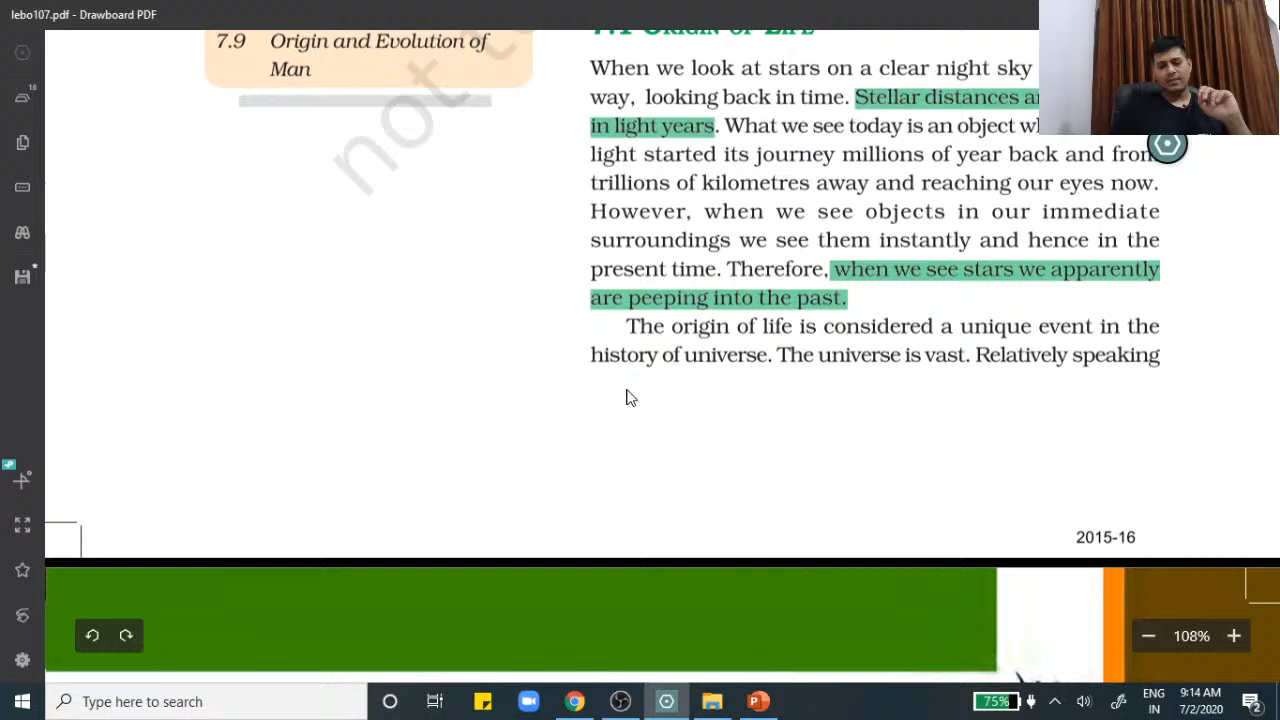 lebo107.pdf - Drawboard PDF
7.9 Origin and Evolution of
Man
not
When we look at stars on a clear night sky
way, looking back in time. Stellar distances
in light years. What we see today is an object
light started its journey millions of year back and from
trillions of kilometres away and reaching our eyes now.
However, when we see objects in our immediate
surroundings we see them instantly and hence in the
present time. Therefore, when we see stars we apparently
are peeping into the past.
The origin of life is considered a unique event in the
history of universe. The universe is vast. Relatively speaking
2015-16
108%
Type here to search
75%
ENG
IN
9:14 AM
7/2/2020
2
18